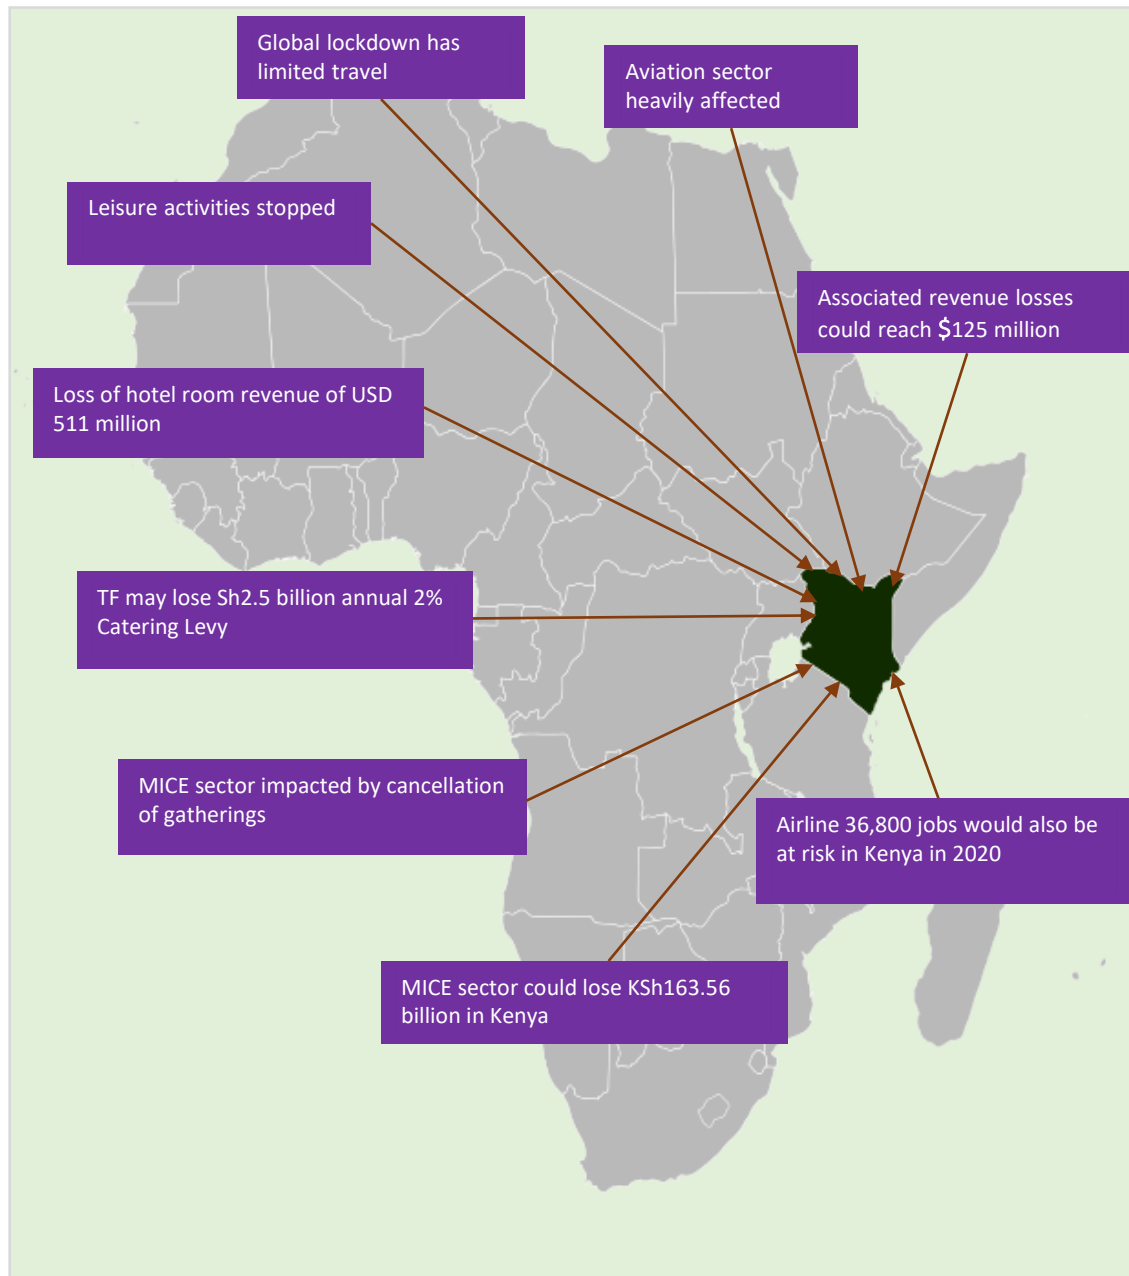 Global lockdown has
limited travel
Aviation sector
heavily affected
Leisure activities stopped
Associated revenue losses
could reach $125 million
Loss of hotel room revenue of USD
511 million
TF may lose Sh2.5 billion annual 2%
Catering Levy
MICE sector impacted by cancellation
of gatherings
Airline 36,800 jobs would also be
at risk in Kenya in 2020
MICE sector could lose KSh163.56
billion in Kenya